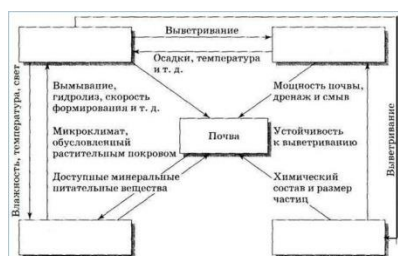 Выветривание
Осадки, температура
и т. д.
Влажность, температура, свет
Вымывание,
гидролиз, скорость
формирования и т. д.
Мощность почвы,
дренаж и смыв
Микроклимат,
обусловленный
растительным покровом
Почва
Устойчивость
к выветриванию
Выветривание
Доступные минеральные
питательные вещества
Химический
состав и размер
частиц